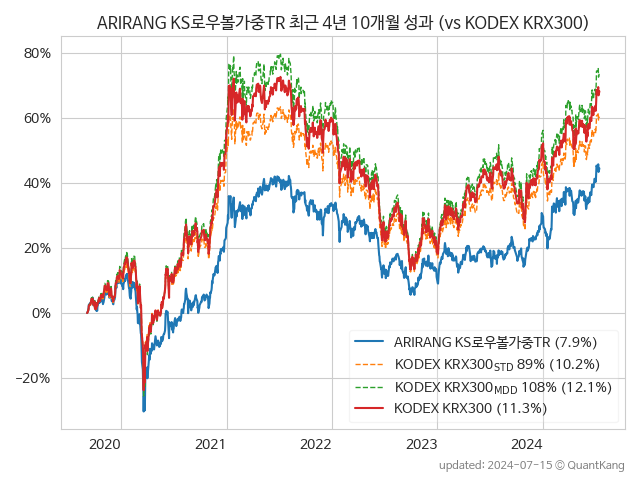 ARIRANG KS로우볼가중TR 최근 4년 10개월 성과 (vs KODEX KRX300)
80%
60%
40%
20%
0%
−20%
ARIRANG KS로우볼가중TR (7.9%)
KODEX KRX300STD 89% (10.2%)
KODEX KRX300MDD 108% (12.1%)
KODEX KRX300 (11.3%)
2020 2021 2022 2023 2024
updated: 2024-07-15 © QuantKang